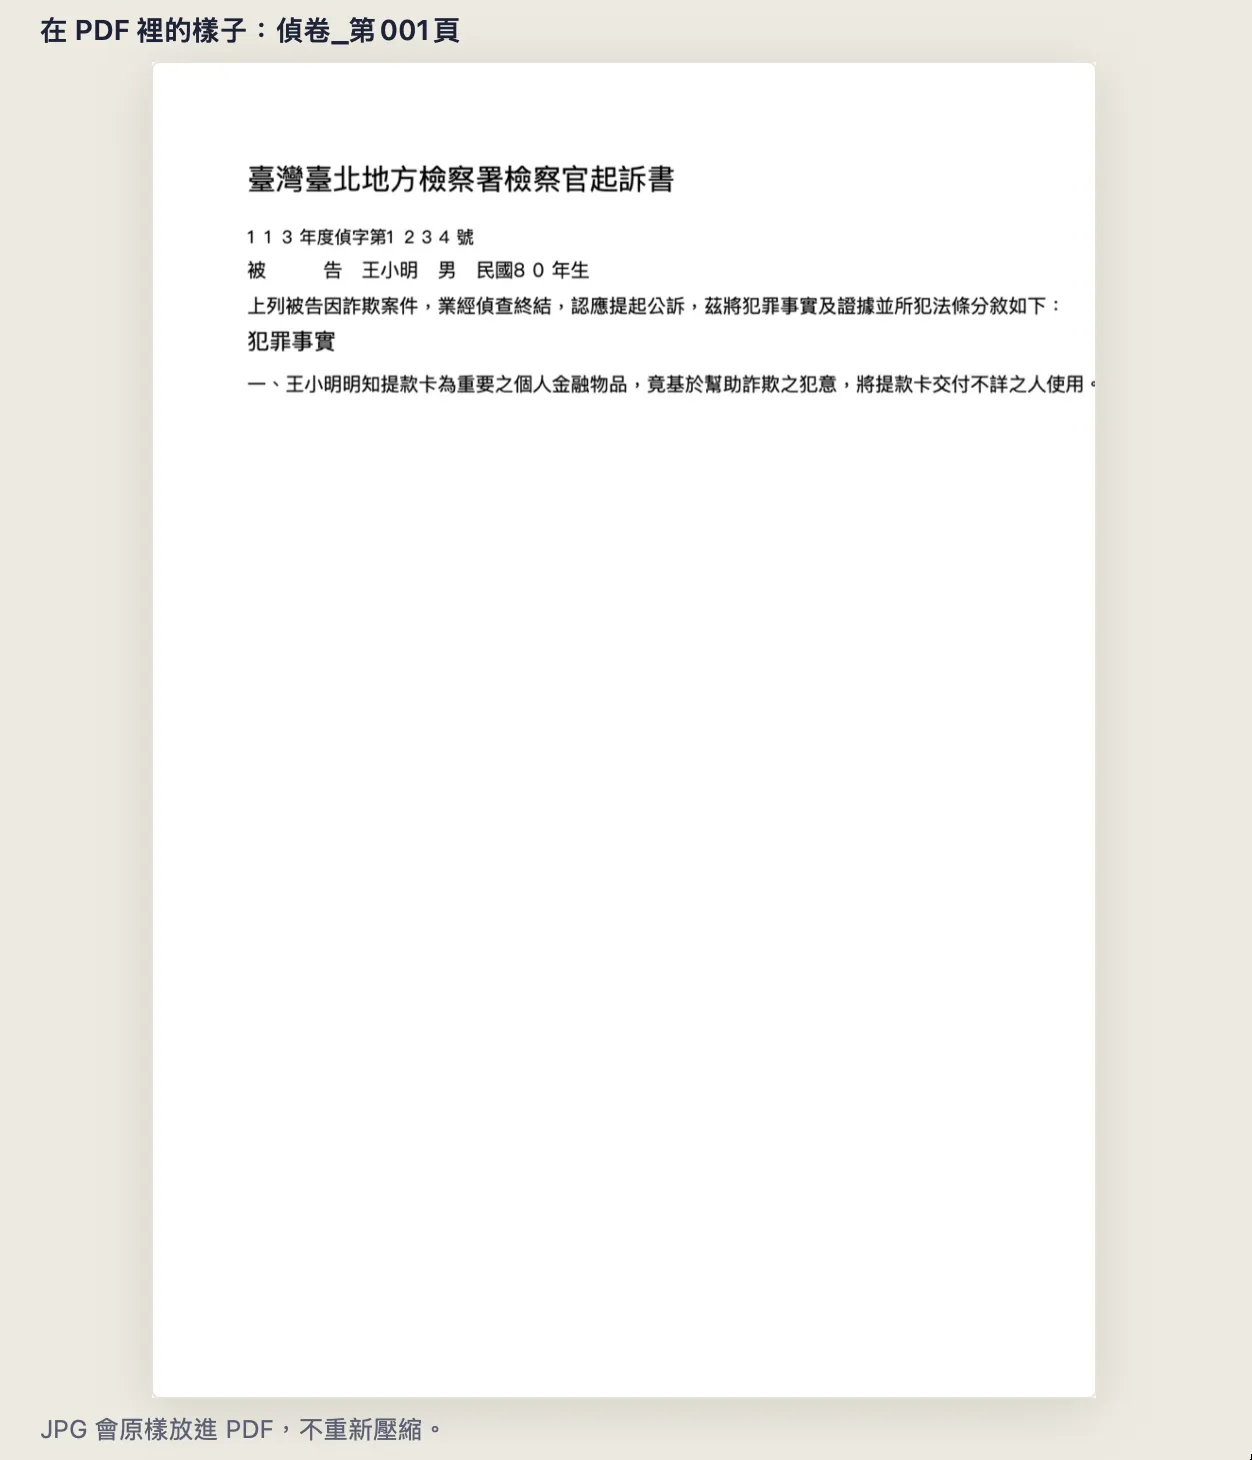 在 PDF 裡的樣子：偵卷_第001頁
臺灣臺北地方檢察署檢察官起訴書
１１３年度偵字第１２３４號
被　　　告　王小明　男　民國８０年生
上列被告因詐欺案件，業經偵查終結，認應提起公訴，茲將犯罪事實及證據並所犯法條分敘如下：
犯罪事實
一、王小明明知提款卡為重要之個人金融物品，竟基於幫助詐欺之犯意，將提款卡交付不詳之人使用。
JPG 會原樣放進 PDF，不重新壓縮。